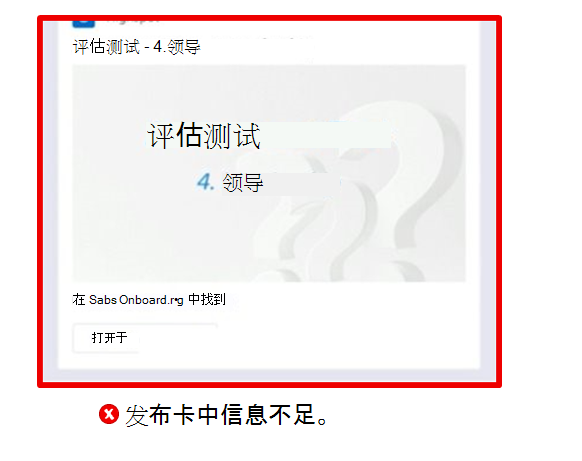 评估测试 - 4.领导
评估测试
4. 领导
在 Sabs Onboard.r•g 中找到
打开于
发布卡中信息不足。